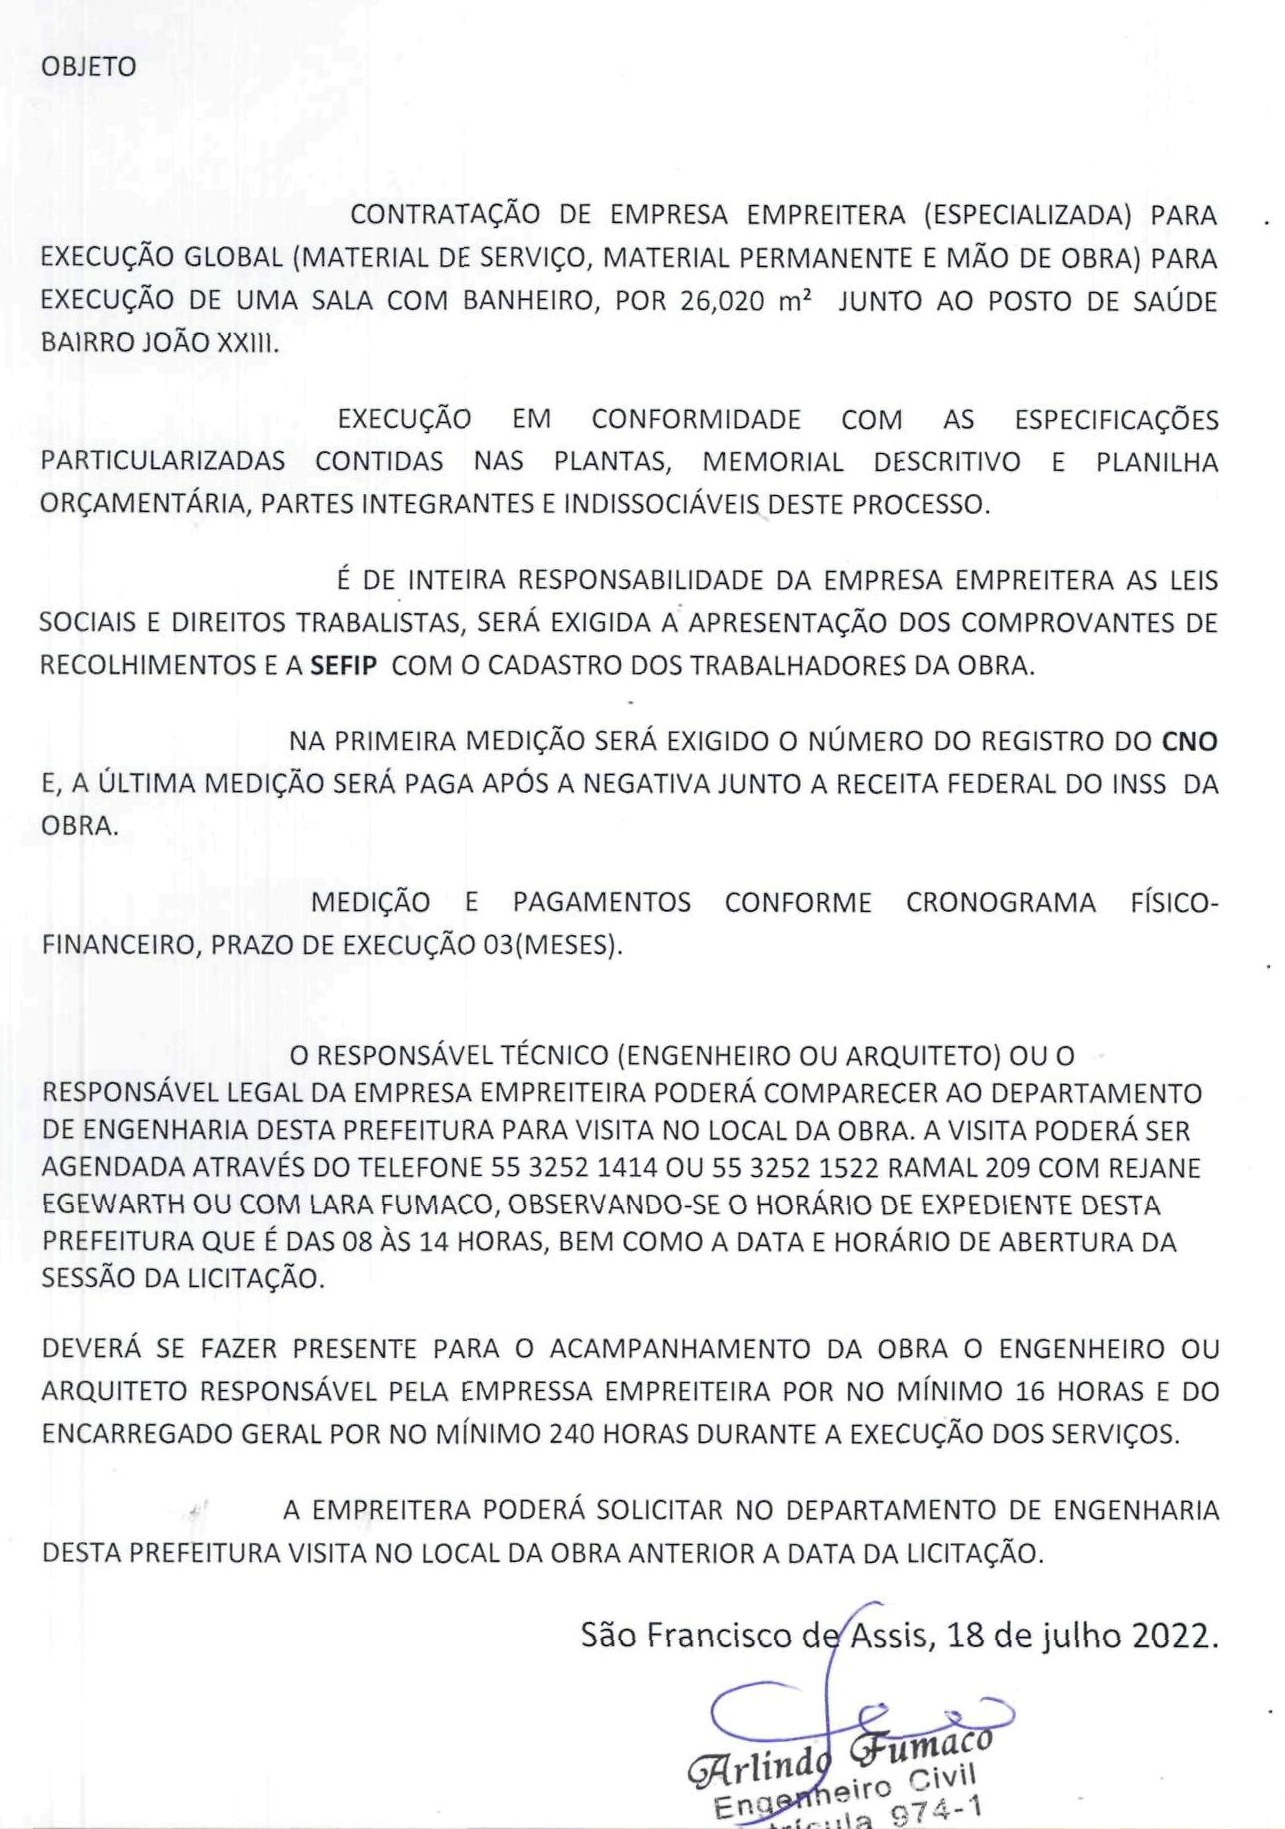 OBJETO
CONTRATAÇÃO DE EMPRESA EMPREITERA (ESPECIALIZADA) PARA
EXECUÇÃO GLOBAL (MATERIAL DE SERVIÇO, MATERIAL PERMANENTE E MÃO DE OBRA) PARA
EXECUÇÃO DE UMA SALA COM BANHEIRO, POR 26,020 m² JUNTO AO POSTO DE SAÚDE
BAIRRO JOÃO XXIII.
EXECUÇÃO EM CONFORMIDADE COM AS ESPECIFICAÇÕES
PARTICULARIZADAS CONTIDAS NAS PLANTAS, MEMORIAL DESCRITIVO E PLANILHA
ORÇAMENTÁRIA, PARTES INTEGRANTES E INDISSOCIÁVEIS DESTE PROCESSO.
É DE INTEIRA RESPONSABILIDADE DA EMPRESA EMPREITERA AS LEIS
SOCIAIS E DIREITOS TRABALISTAS, SERÁ EXIGIDA A APRESENTAÇÃO DOS COMPROVANTES DE
RECOLHIMENTOS E A SEFIP COM O CADASTRO DOS TRABALHADORES DA OBRA.
NA PRIMEIRA MEDIÇÃO SERÁ EXIGIDO O NÚMERO DO REGISTRO DO CNO
E, A ÚLTIMA MEDIÇÃO SERÁ PAGA APÓS A NEGATIVA JUNTO A RECEITA FEDERAL DO INSS DA
OBRA.
MEDIÇÃO E PAGAMENTOS CONFORME CRONOGRAMA FÍSICO-
FINANCEIRO, PRAZO DE EXECUÇÃO 03(MESES).
O RESPONSÁVEL TÉCNICO (ENGENHEIRO OU ARQUITETO) OU O
RESPONSÁVEL LEGAL DA EMPRESA EMPREITEIRA PODERÁ COMPARECER AO DEPARTAMENTO
DE ENGENHARIA DESTA PREFEITURA PARA VISITA NO LOCAL DA OBRA. A VISITA PODERÁ SER
AGENDADA ATRAVÉS DO TELEFONE 55 3252 1414 OU 55 3252 1522 RAMAL 209 COM REJANE
EGEWARTH OU COM LARA FUMACO, OBSERVANDO-SE O HORÁRIO DE EXPEDIENTE DESTA
PREFEITURA QUE É DAS 08 ÀS 14 HORAS, BEM COMO A DATA E HORÁRIO DE ABERTURA DA
SESSÃO DA LICITAÇÃO.
DEVERÁ SE FAZER PRESENTE PARA O ACAMPANHAMENTO DA OBRA O ENGENHEIRO OU
ARQUITETO RESPONSÁVEL PELA EMPRESSA EMPREITEIRA POR NO MÍNIMO 16 HORAS E DO
ENCARREGADO GERAL POR NO MÍNIMO 240 HORAS DURANTE A EXECUÇÃO DOS SERVIÇOS.
A EMPREITERA PODERÁ SOLICITAR NO DEPARTAMENTO DE ENGENHARIA
DESTA PREFEITURA VISITA NO LOCAL DA OBRA ANTERIOR A DATA DA LICITAÇÃO.
São Francisco de Assis, 18 de julho 2022.
Arlindo Fumaco
Engenheiro Civil
974-1